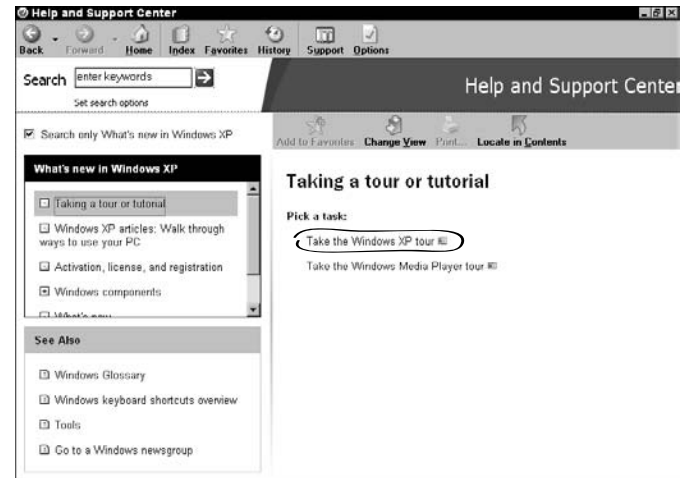 Help and Support Center
Back Forward Home Index Favorites History Support Options
Search enter keywords
Set search options
Help and Support Center
Search only What's new in Windows XP
Add to Favorites Change View Print... Locate in Contents
What's new in Windows XP
Taking a tour or tutorial
Windows XP articles: Walk through
ways to use your PC
Activation, license, and registration
Windows components
What's new
Taking a tour or tutorial
Pick a task:
Take the Windows XP tour
Take the Windows Media Player tour
See Also
Windows Glossary
Windows keyboard shortcuts overview
Tools
Go to a Windows newsgroup